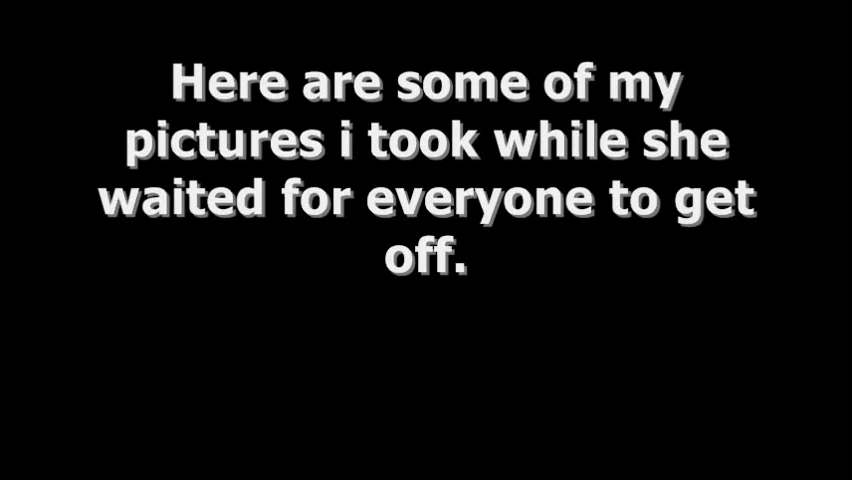 Here are some of my
pictures i took while she
waited for everyone to get
off.